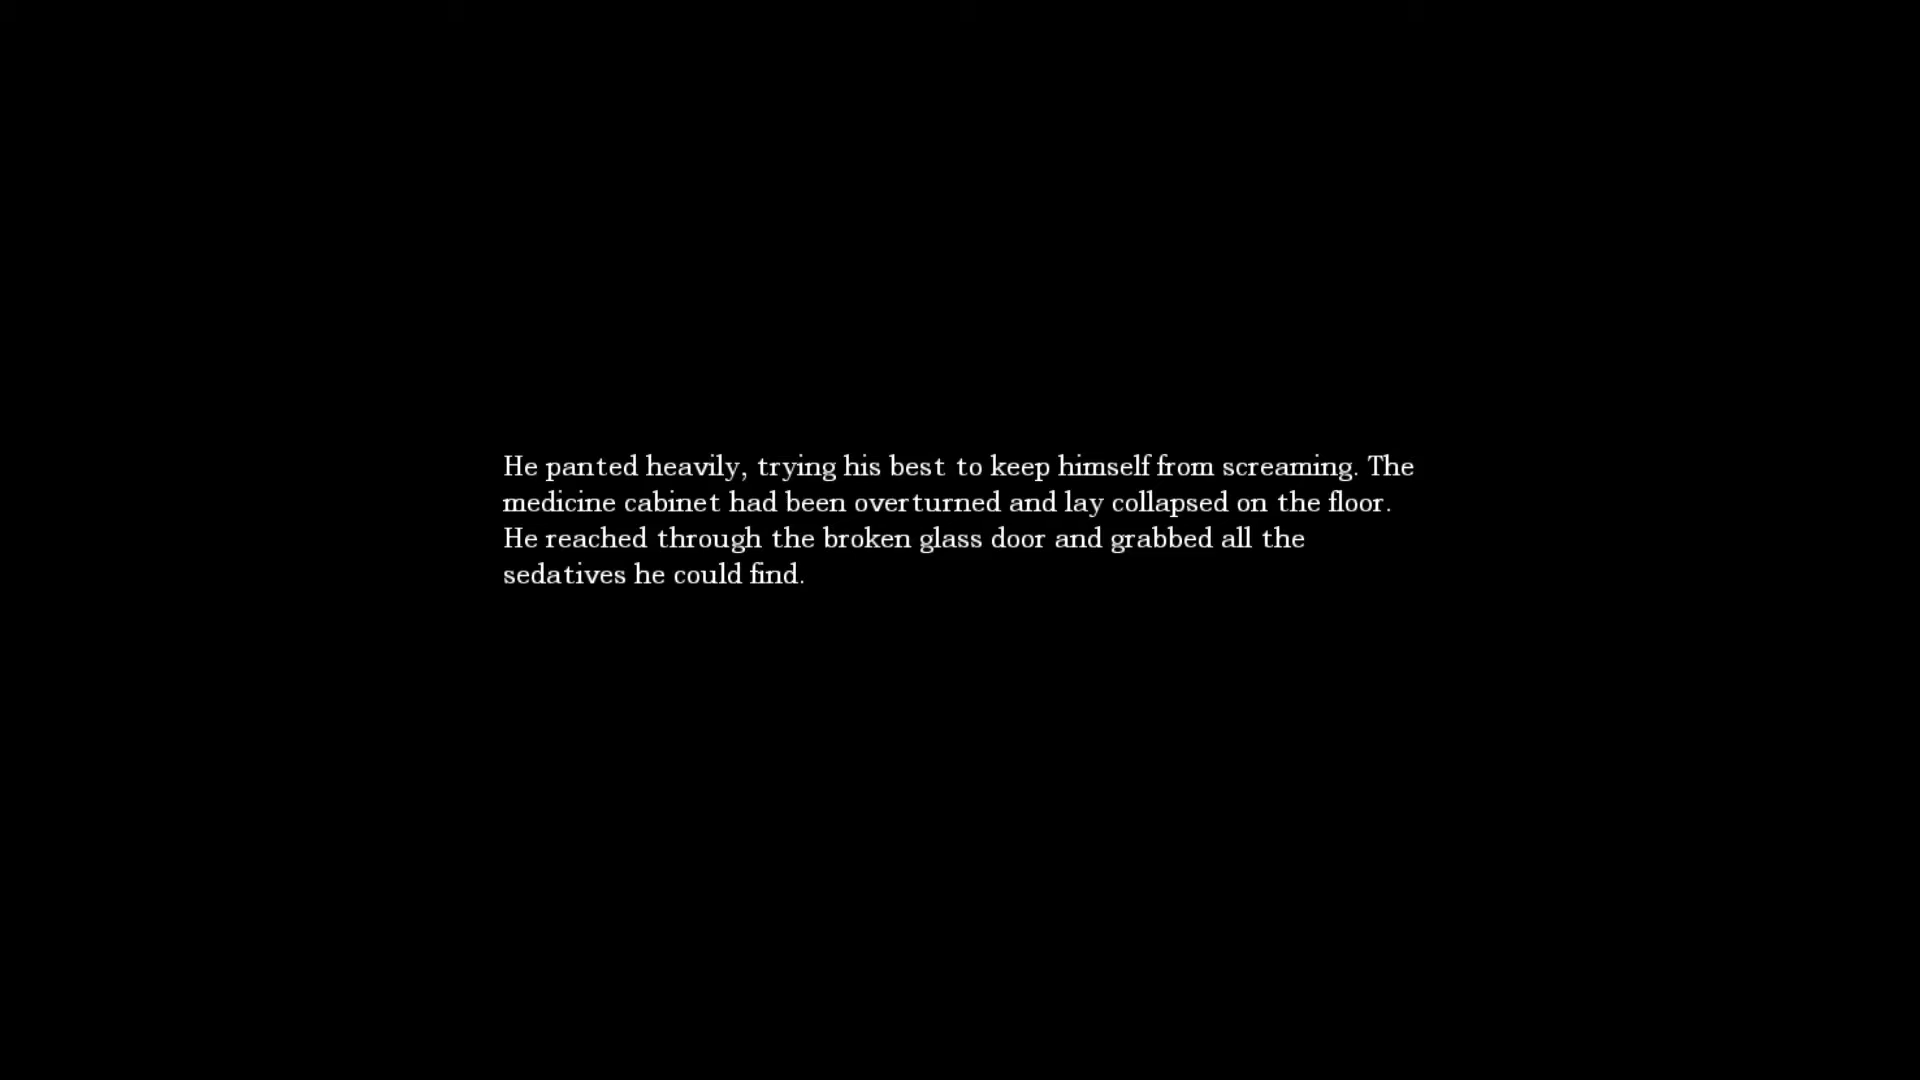 He panted heavily, trying his best to keep himself from screaming. The
medicine cabinet had been overturned and lay collapsed on the floor.
He reached through the broken glass door and grabbed all the
sedatives he could find.